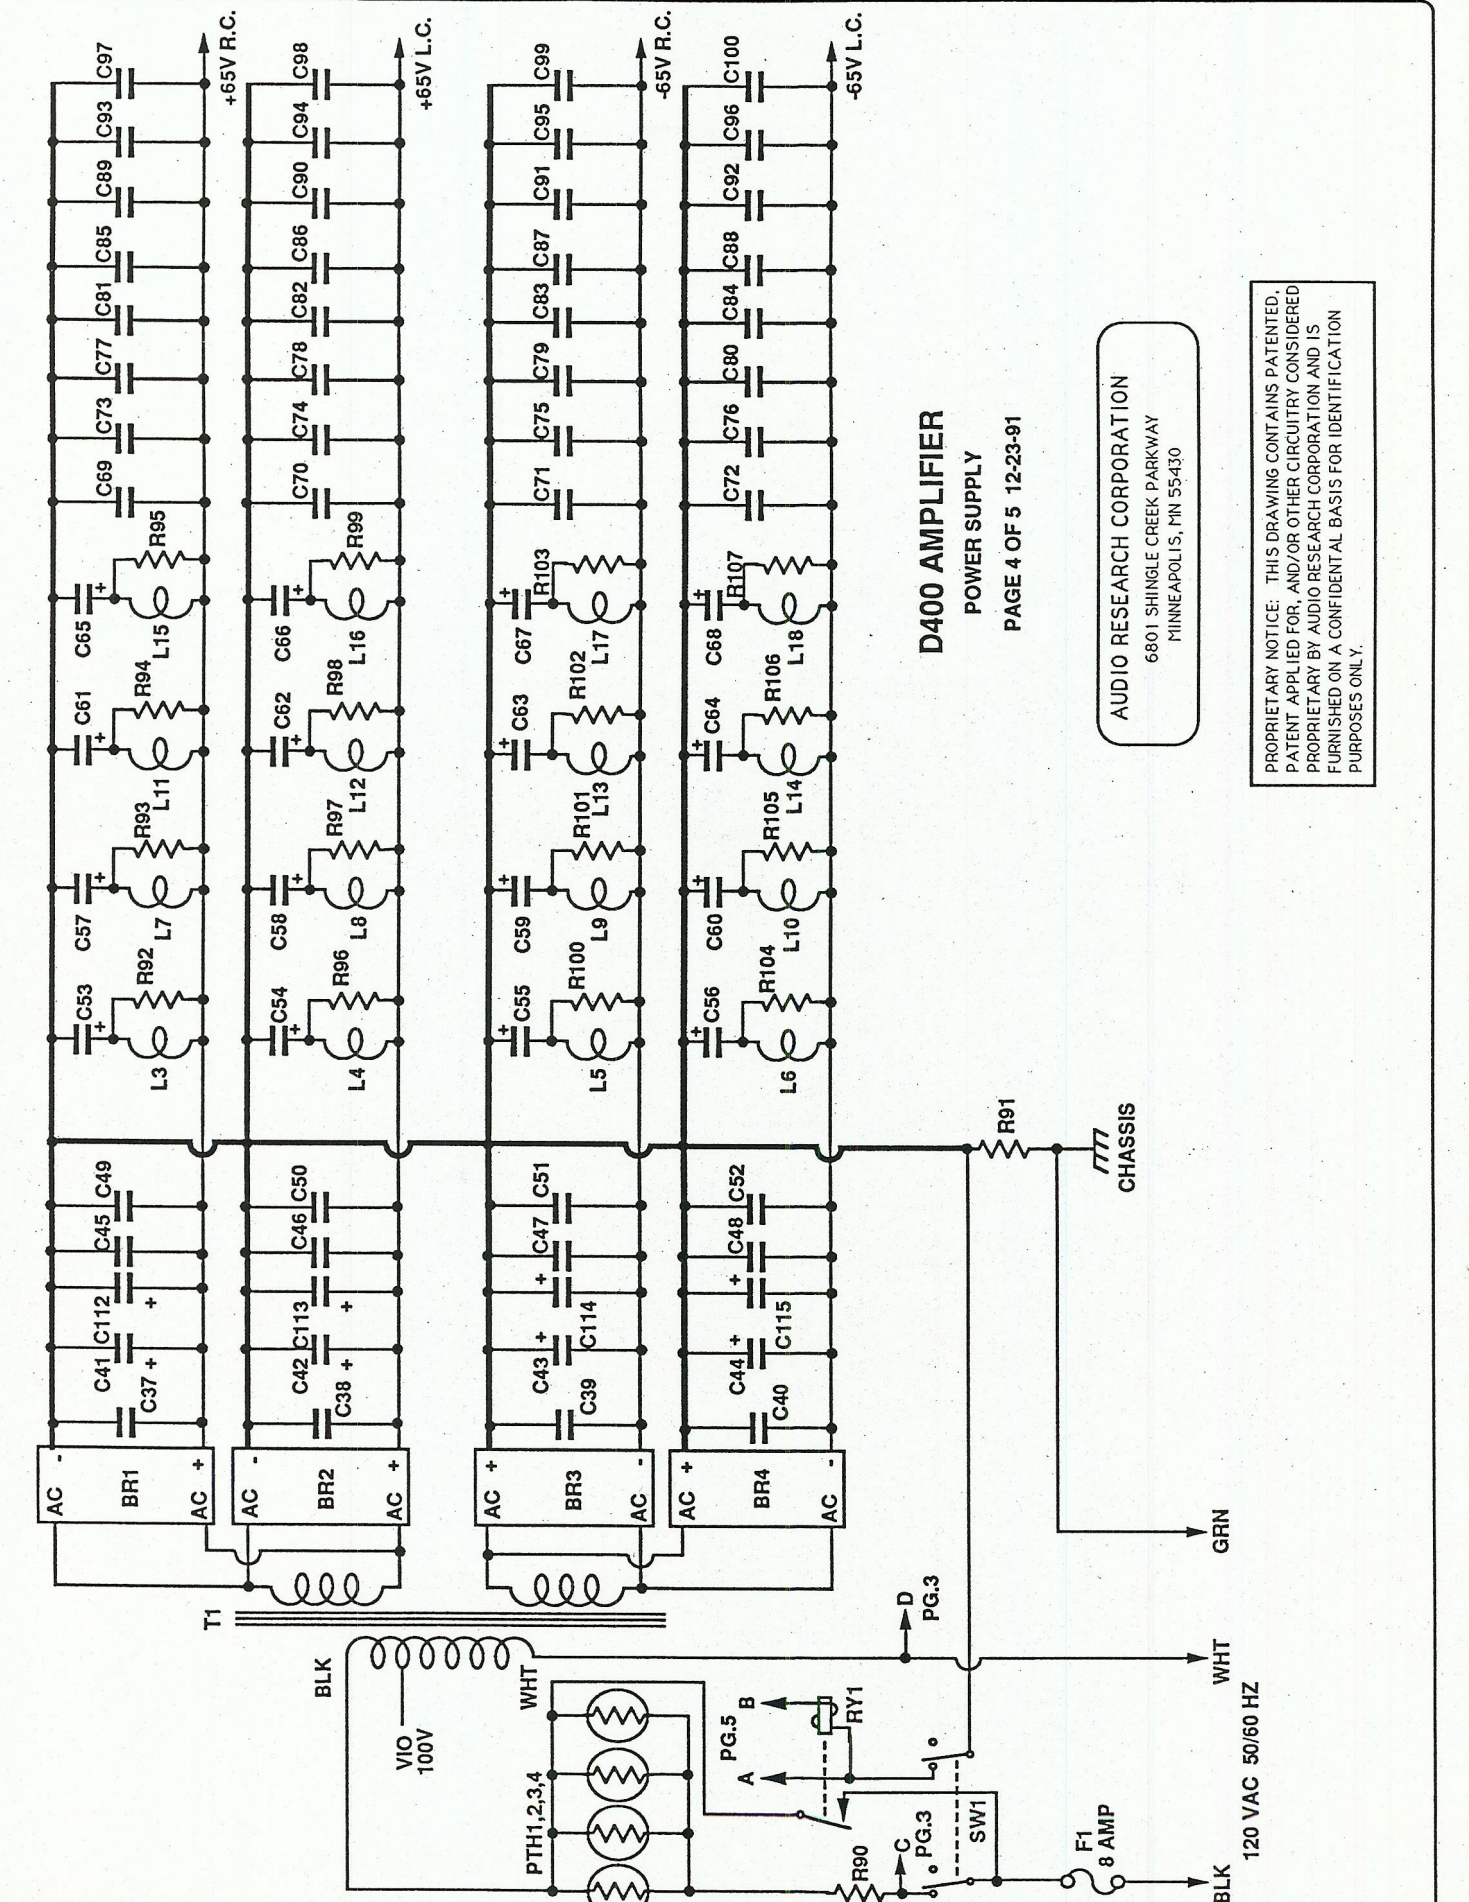 C97
C93
C89
C85
C81
C77
C73
C69
+65V R.C.
C65
+
R95
L15
C61
+
R94
L11
C57
+
R93
L7
C53
+
R92
L3
C49
C45
C112
+
C41
+
C37
-
AC
BR1
AC
+
C98
C94
C90
C86
C82
C78
C74
C70
+65V L.C.
C66
+
R99
L16
C62
+
R98
L12
C58
+
R97
L8
C54
+
R96
L4
C50
C46
C113
+
C42
+
C38
-
AC
BR2
AC
+
C99
C95
C91
C87
C83
C79
C75
C71
-65V R.C.
C67
+
R103
L17
C63
+
R102
L13
C59
+
R101
L9
C55
+
R100
L5
C51
C47
+
C114
+
C43
C39
+
AC
BR3
-
AC
C100
C96
C92
C88
C84
C80
C76
C72
-65V L.C.
C68
+
R107
L18
C64
+
R106
L14
C60
+
R105
L10
C56
+
R104
L6
C52
C48
+
C115
+
C44
C40
+
AC
BR4
-
AC
T1
BLK
VIO
100V
WHT
PTH1,2,3,4
PG.5
B
A
RY1
R90
C
PG.3
SW1
D
PG.3
R91
CHASSIS
F1
8 AMP
BLK
WHT
GRN
120 VAC 50/60 HZ
D400 AMPLIFIER
POWER SUPPLY
PAGE 4 OF 5 12-23-91
AUDIO RESEARCH CORPORATION
6801 SHINGLE CREEK PARKWAY
MINNEAPOLIS, MN 55430
PROPRIETARY NOTICE: THIS DRAWING CONTAINS PATENTED,
PATENT APPLIED FOR, AND/OR OTHER CIRCUITRY CONSIDERED
PROPRIETARY BY AUDIO RESEARCH CORPORATION AND IS
FURNISHED ON A CONFIDENTIAL BASIS FOR IDENTIFICATION
PURPOSES ONLY.